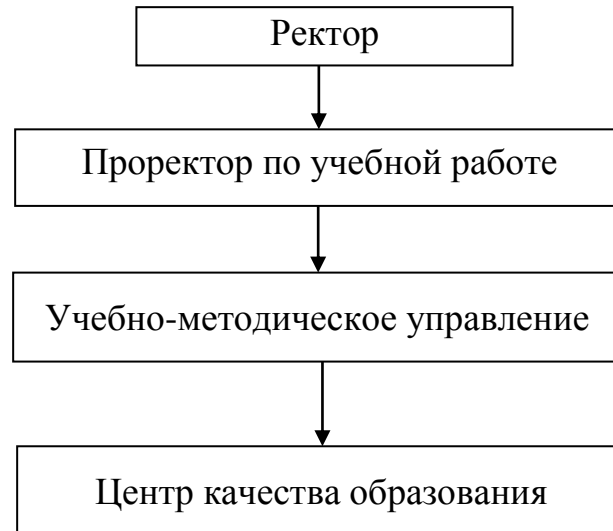 Ректор
Проректор по учебной работе
Учебно-методическое управление
Центр качества образования